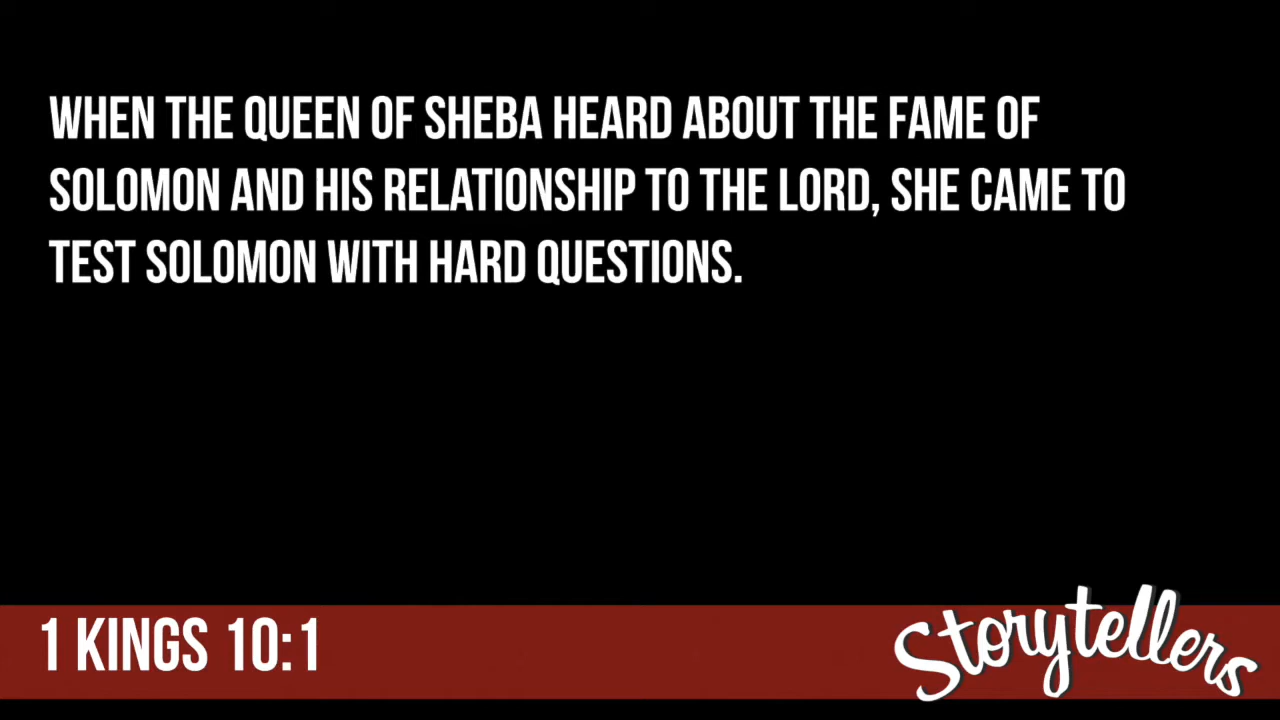 WHEN THE QUEEN OF SHEBA HEARD ABOUT THE FAME OF
SOLOMON AND HIS RELATIONSHIP TO THE LORD, SHE CAME TO
TEST SOLOMON WITH HARD QUESTIONS.
1 KINGS 10:1
Storytellers